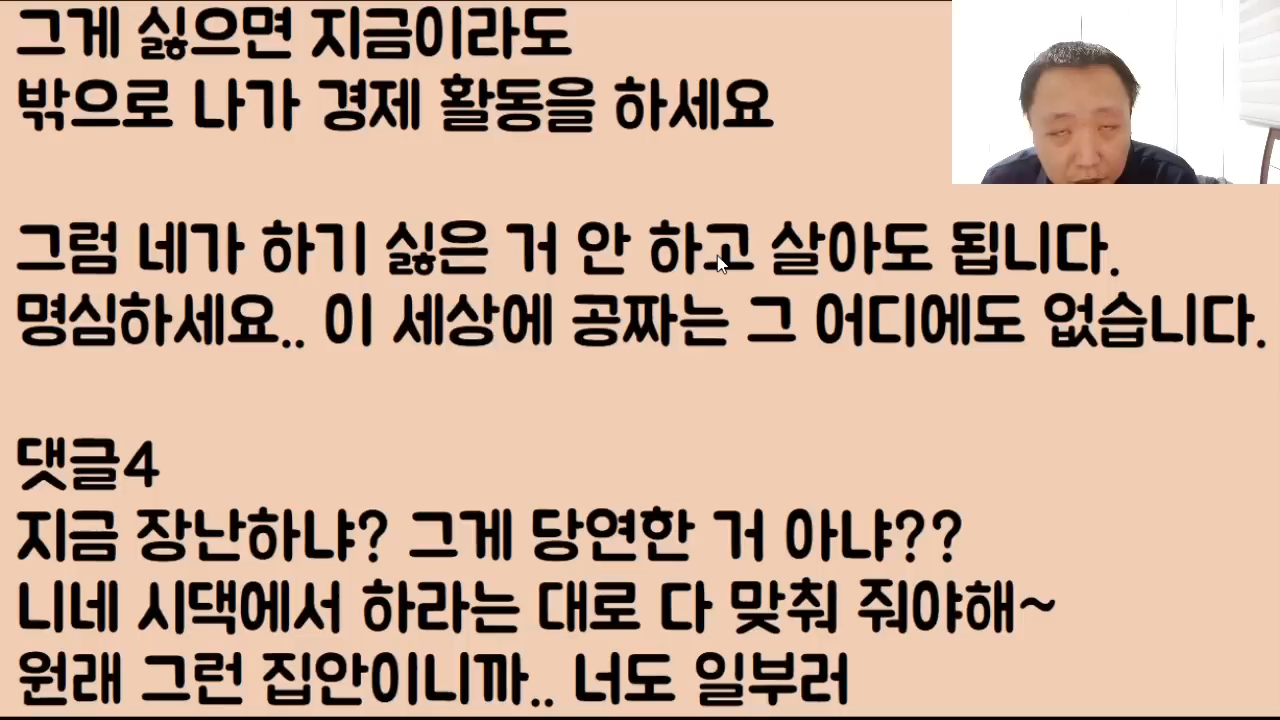 그게 싫으면 지금이라도
밖으로 나가 경제 활동을 하세요
그럼 네가 하기 싫은 거 안 하고 살아도 됩니다.
명심하세요.. 이 세상에 공짜는 그 어디에도 없습니다.
댓글4
지금 장난하냐? 그게 당연한 거 아냐??
니네 시댁에서 하라는 대로 다 맞춰 줘야해~
원래 그런 집안이니까.. 너도 일부러